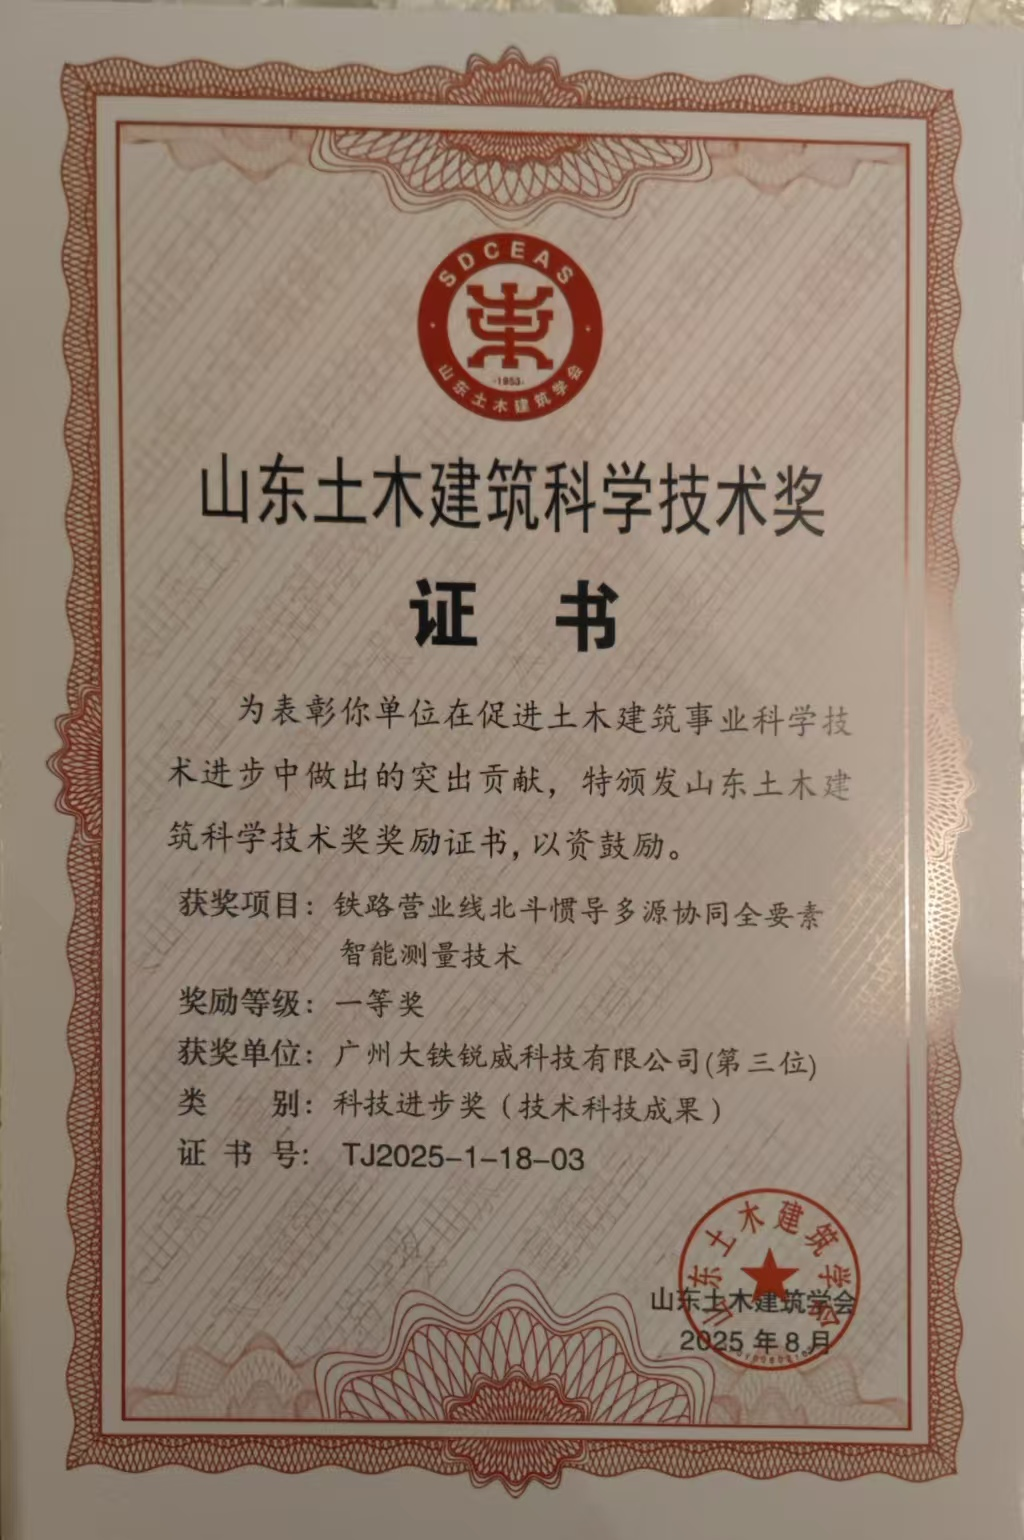 SDCEAS
·1953·
山东土木建筑学会
山东土木建筑科学技术奖
证 书
为表彰你单位在促进土木建筑事业科学技
术进步中做出的突出贡献，特颁发山东土木建
筑科学技术奖奖励证书，以资鼓励。
获奖项目：铁路营业线北斗惯导多源协同全要素
智能测量技术
奖励等级：一等奖
获奖单位：广州大铁锐威科技有限公司(第三位)
类 别：科技进步奖（技术科技成果）
证 书 号：TJ2025-1-18-03
山东土木建筑学会
山东土木建筑学会
2025 年 8 月